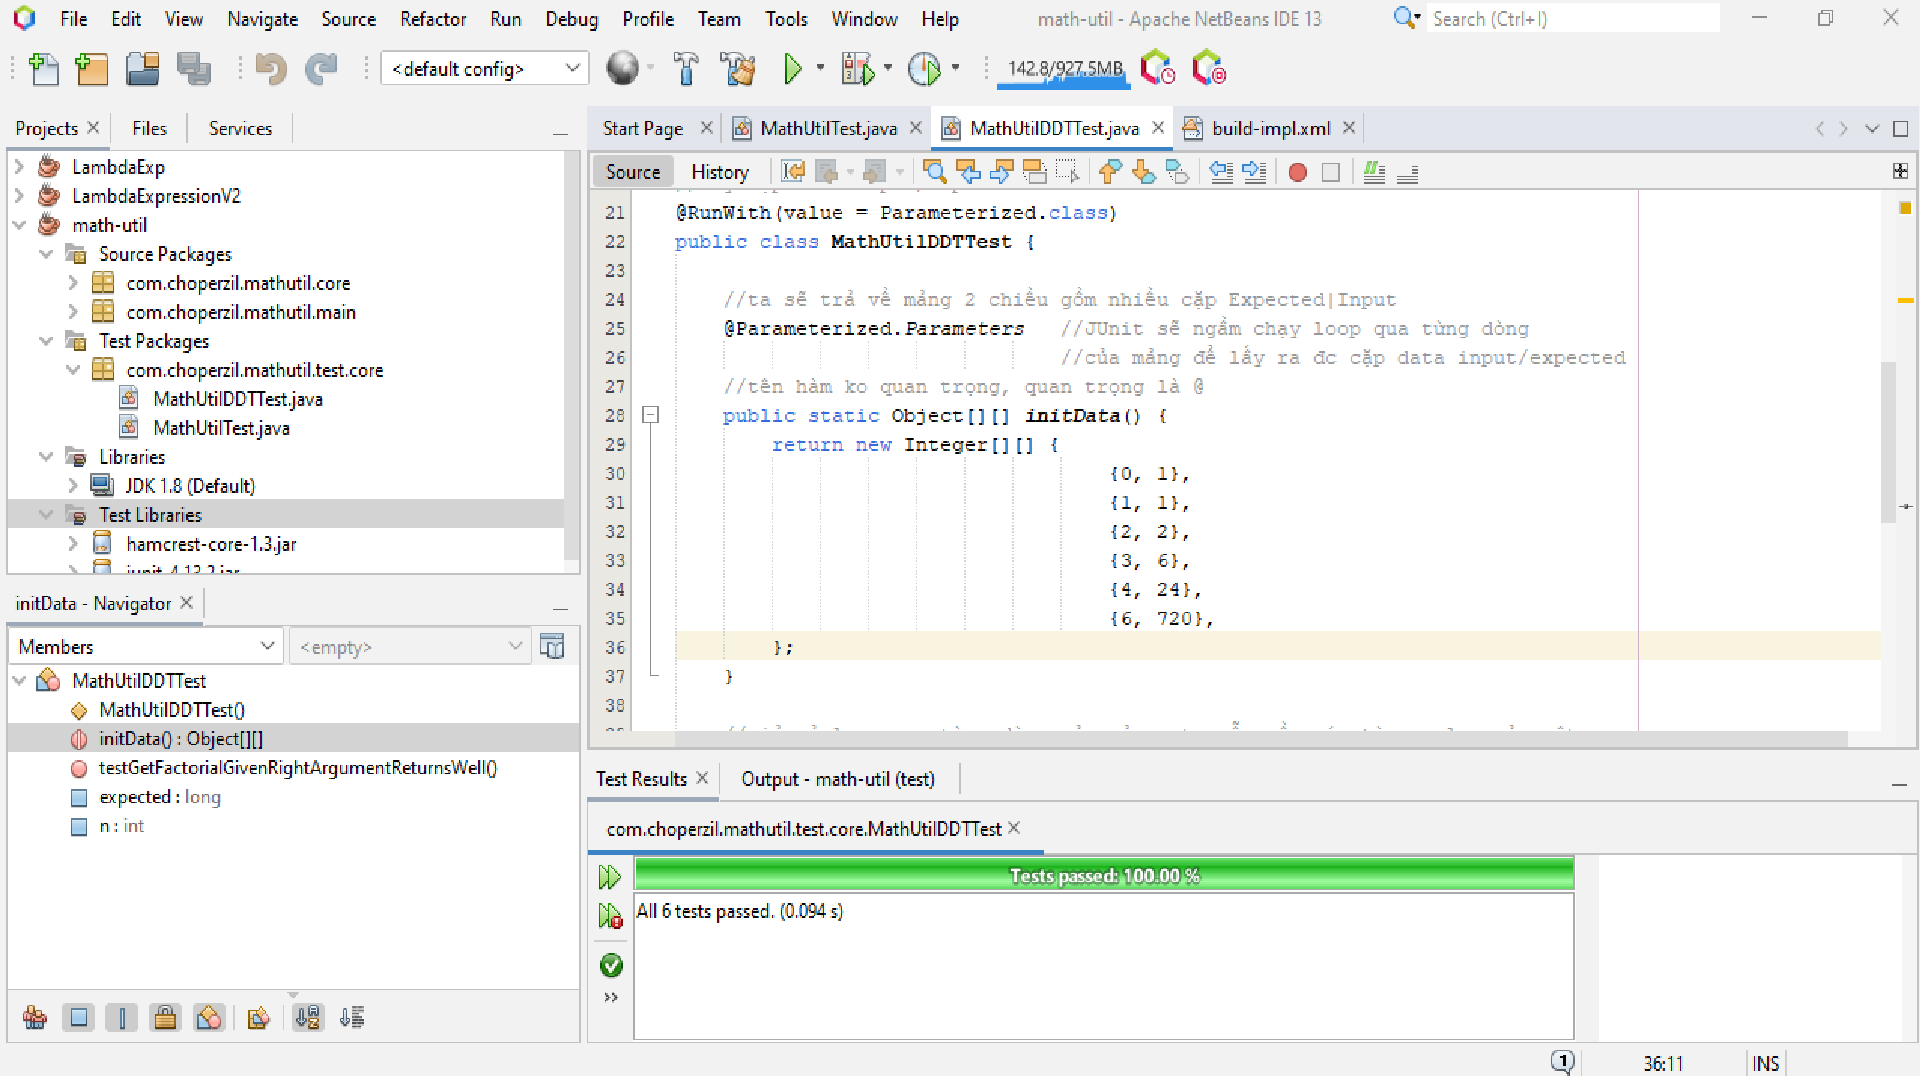 File Edit View Navigate Source Refactor Run Debug Profile Team Tools Window Help
math-util - Apache NetBeans IDE 13
Search (Ctrl+I)
<default config>
142.8/927.5MB
Projects Files Services
LambdaExp
LambdaExpressionV2
math-util
Source Packages
com.choperzil.mathutil.core
com.choperzil.mathutil.main
Test Packages
com.choperzil.mathutil.test.core
MathUtilDDTTest.java
MathUtilTest.java
Libraries
JDK 1.8 (Default)
Test Libraries
hamcrest-core-1.3.jar
junit-4.13.2.jar
initData - Navigator
Members
<empty>
MathUtilDDTTest
MathUtilDDTTest()
initData() : Object[][]
testGetFactorialGivenRightArgumentReturnsWell()
expected : long
n : int
Start Page MathUtilTest.java MathUtilDDTTest.java build-impl.xml
Source History
21 @RunWith(value = Parameterized.class)
22 public class MathUtilDDTTest {
23
24 //ta sẽ trả về mảng 2 chiều gồm nhiều cặp Expected|Input
25 @Parameterized.Parameters //JUnit sẽ ngầm chạy loop qua từng dòng
26 //của mảng để lấy ra đc cặp data input/expected
27 //tên hàm ko quan trọng, quan trọng là @
28 public static Object[][] initData() {
29 return new Integer[][] {
30 {0, 1},
31 {1, 1},
32 {2, 2},
33 {3, 6},
34 {4, 24},
35 {6, 720},
36 };
37 }
38
Test Results Output - math-util (test)
com.choperzil.mathutil.test.core.MathUtilDDTTest
Tests passed: 100.00 %
All 6 tests passed. (0.094 s)
1
36:11
INS